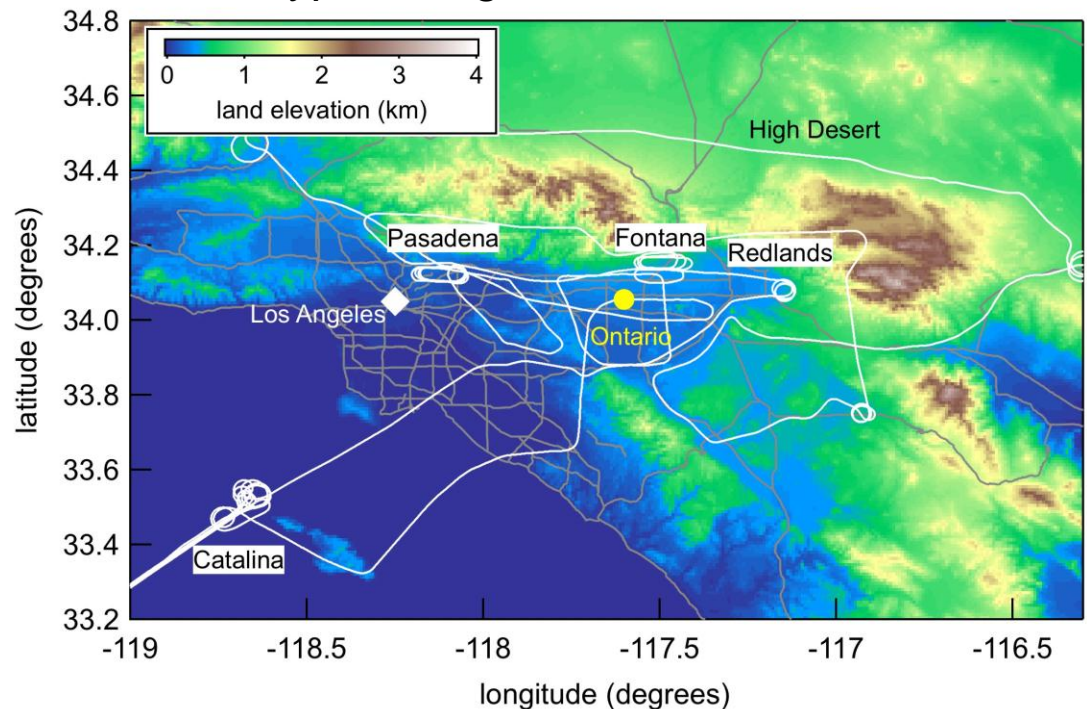 34.8
34.6
34.4
34.2
34.0
33.8
33.6
33.4
33.2
latitude (degrees)
0 1 2 3 4
land elevation (km)
High Desert
Pasadena
Fontana
Redlands
Los Angeles
Ontario
Catalina
-119 -118.5 -118 -117.5 -117 -116.5
longitude (degrees)